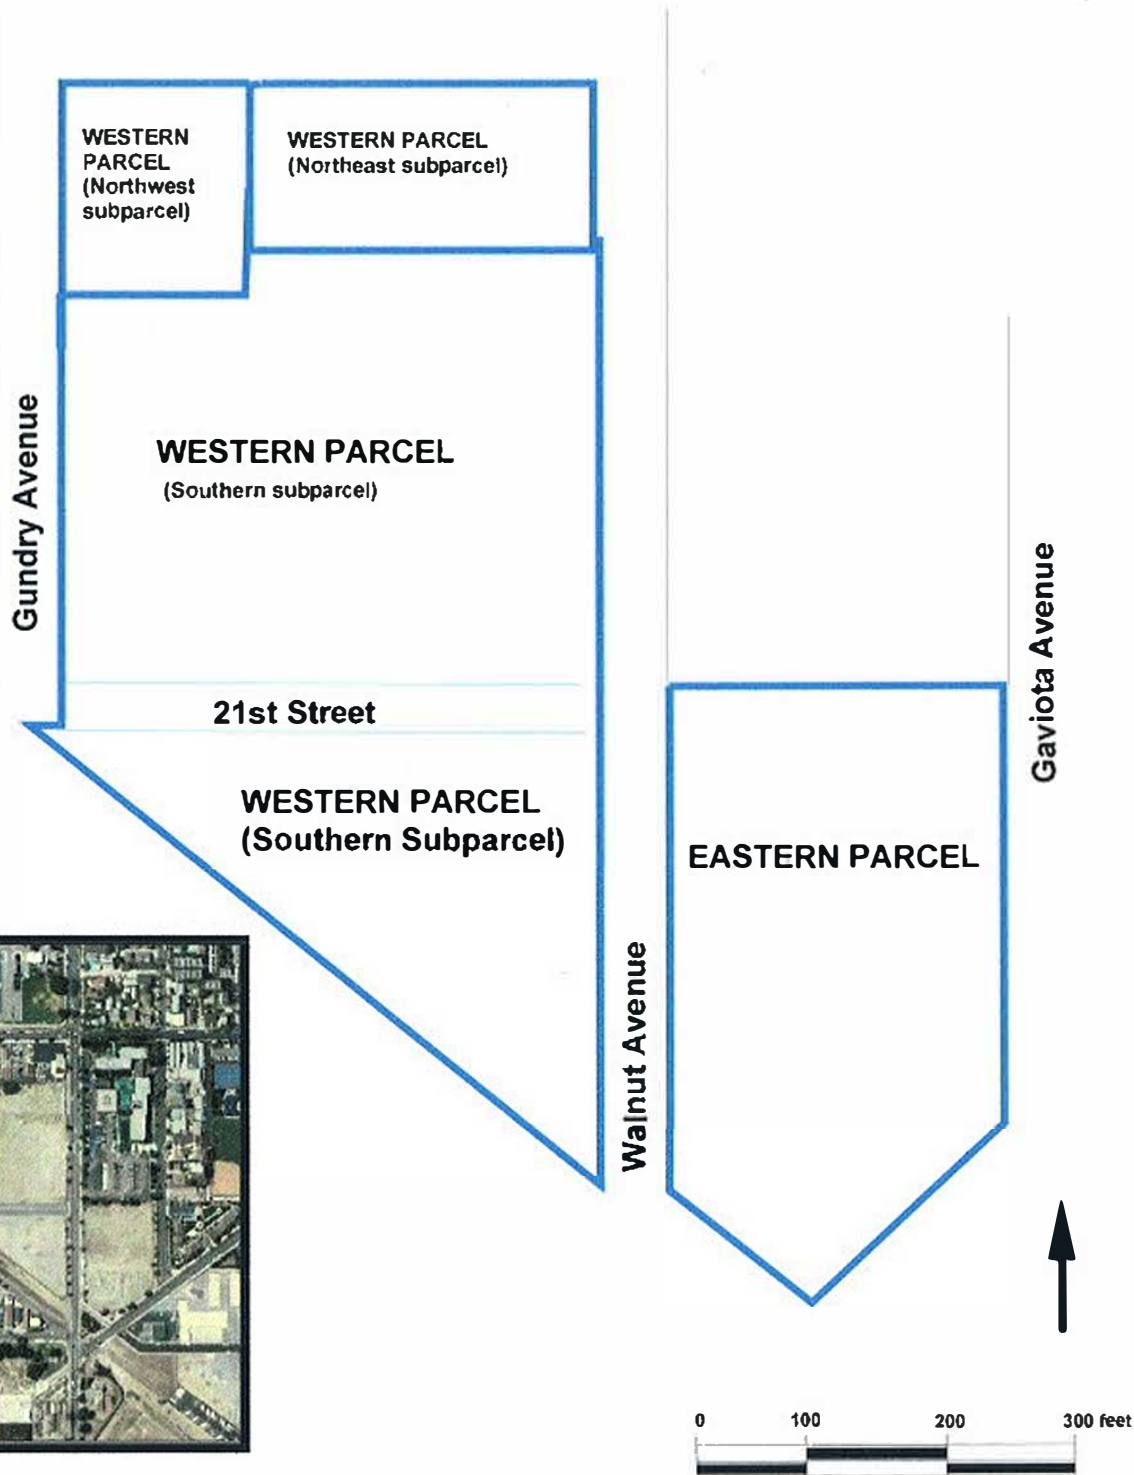 WESTERN
PARCEL
(Northwest
subparcel)
WESTERN PARCEL
(Northeast subparcel)
Gundry Avenue
WESTERN PARCEL
(Southern subparcel)
21st Street
WESTERN PARCEL
(Southern Subparcel)
Walnut Avenue
EASTERN PARCEL
Gaviota Avenue
0 100 200 300 feet